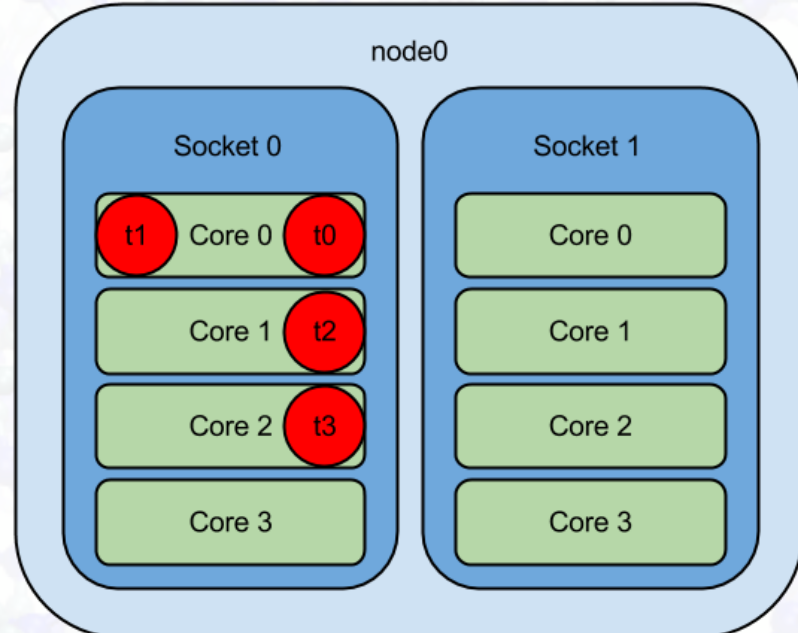 node0
Socket 0
t1 Core 0 t0
Core 1 t2
Core 2 t3
Core 3
Socket 1
Core 0
Core 1
Core 2
Core 3